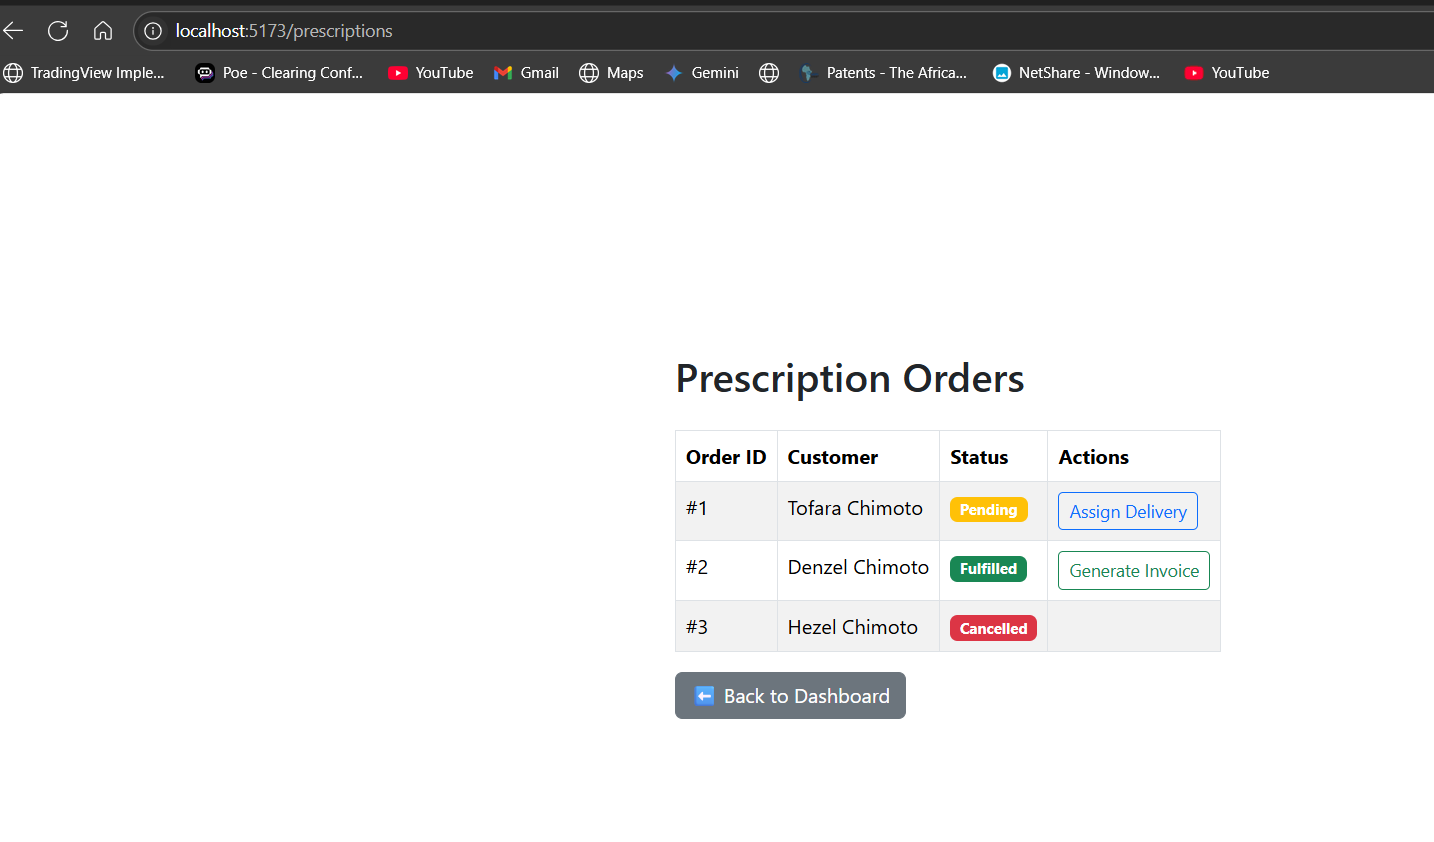 localhost:5173/prescriptions
TradingView Imple... Poe - Clearing Conf... YouTube Gmail Maps Gemini Patents - The Africa... NetShare - Window... YouTube
Prescription Orders
Order ID Customer Status Actions
#1 Tofara Chimoto Pending Assign Delivery
#2 Denzel Chimoto Fulfilled Generate Invoice
#3 Hezel Chimoto Cancelled
Back to Dashboard